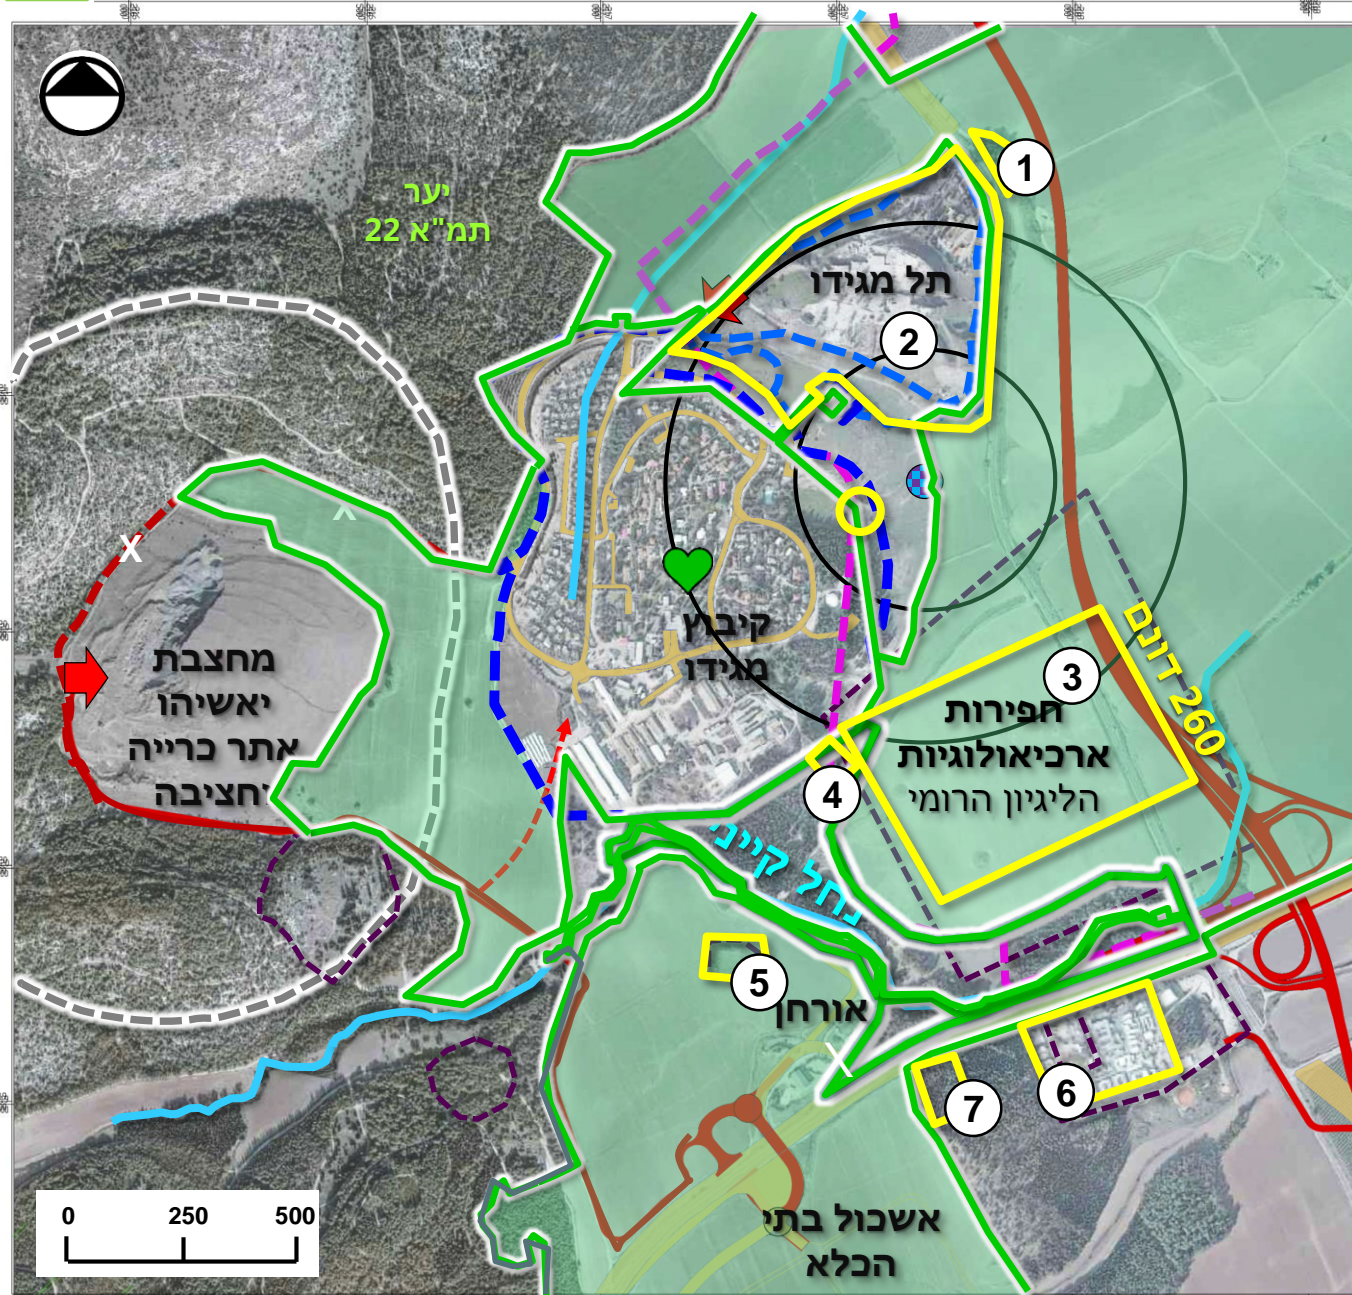 יער
תמ"א 22
1
תל מגידו
2
X
קיבוץ
מגידו
מחצבת
יאשיהו
אתר כרייה
וחציבה
3
260 דונם
חפירות
ארכיאולוגיות
הליגיון הרומי
4
נחל קיני
5
אורחן
6
7
אשכול בתי
הכלא
0 250 500